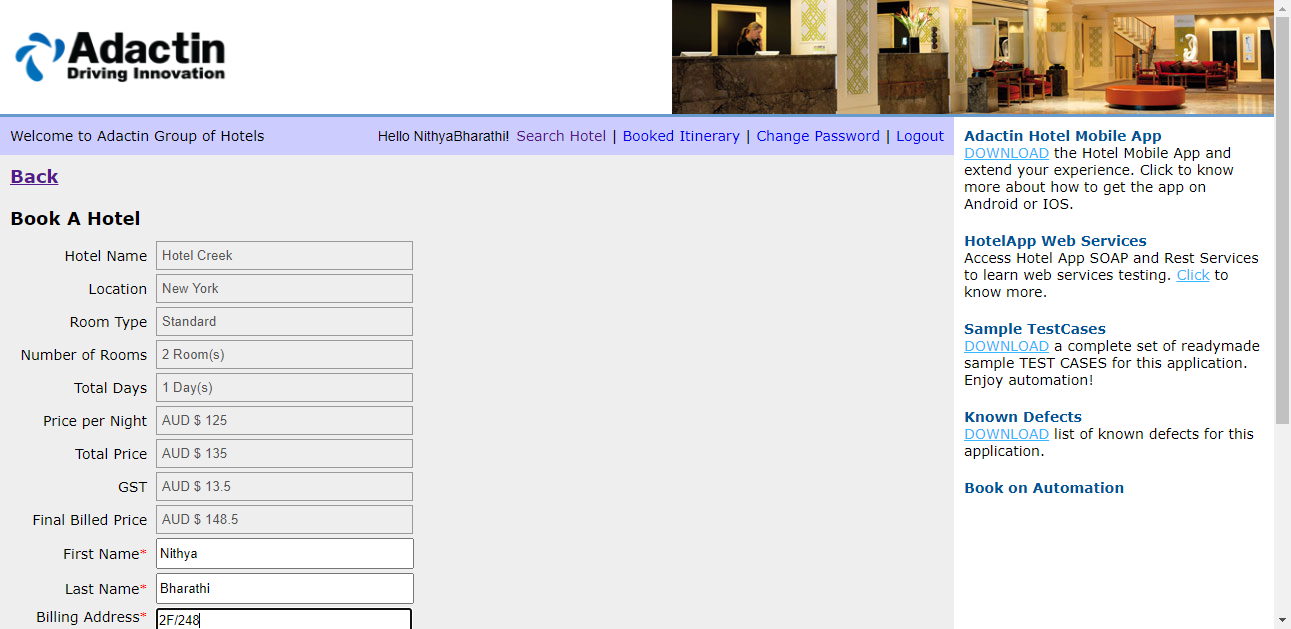 Adactin
Driving Innovation
Welcome to Adactin Group of Hotels
Hello NithyaBharathi! Search Hotel | Booked Itinerary | Change Password | Logout
Back
Book A Hotel
Hotel Name Hotel Creek
Location New York
Room Type Standard
Number of Rooms 2 Room(s)
Total Days 1 Day(s)
Price per Night AUD $ 125
Total Price AUD $ 135
GST AUD $ 13.5
Final Billed Price AUD $ 148.5
First Name* Nithya
Last Name* Bharathi
Billing Address* 2F/248
Adactin Hotel Mobile App
DOWNLOAD the Hotel Mobile App and
extend your experience. Click to know
more about how to get the app on
Android or IOS.
HotelApp Web Services
Access Hotel App SOAP and Rest Services
to learn web services testing. Click to
know more.
Sample TestCases
DOWNLOAD a complete set of readymade
sample TEST CASES for this application.
Enjoy automation!
Known Defects
DOWNLOAD list of known defects for this
application.
Book on Automation